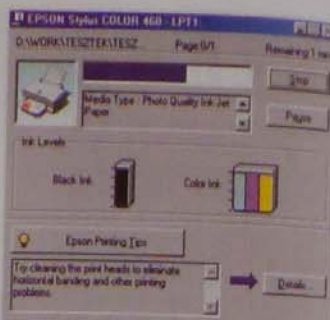 EPSON Stylus COLOR 460 - LPT1:
D:\WORK\TESZTEK\TESZ... Page:0/1 Remaining:1
Stop
Media Type : Photo Quality Ink Jet
Paper
Pause
Ink Levels
Black Ink
Color Ink
Epson Printing Tips
Try cleaning the print heads to eliminate
horizontal banding and other printing
problems.
Details...